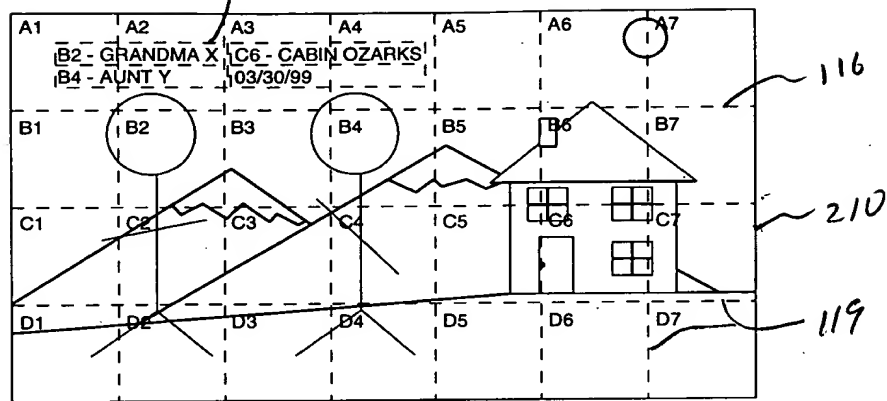 A1 A2 A3 A4 A5 A6 A7
B2 - GRANDMA X C6 - CABIN OZARKS
B4 - AUNT Y 03/30/99
116
B1 B2 B3 B4 B5 B6 B7
C1 C2 C3 C4 C5 C6 C7
210
D1 D2 D3 D4 D5 D6 D7
119